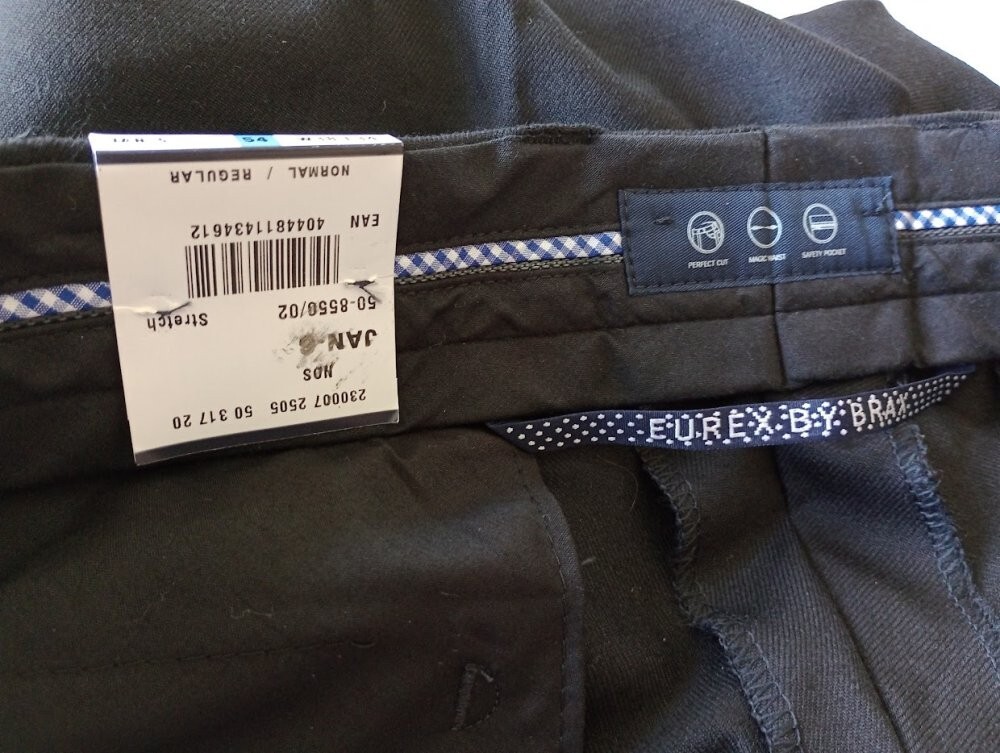 54
NORMAL / REGULAR
EAN 4044811434612
50-8550/02 Stretch
JAN-6
NOS
230007 2505 50 317 20
PERFECT CUT
MAGIC WAIST
SAFETY POCKET
EUREX BY BRAX